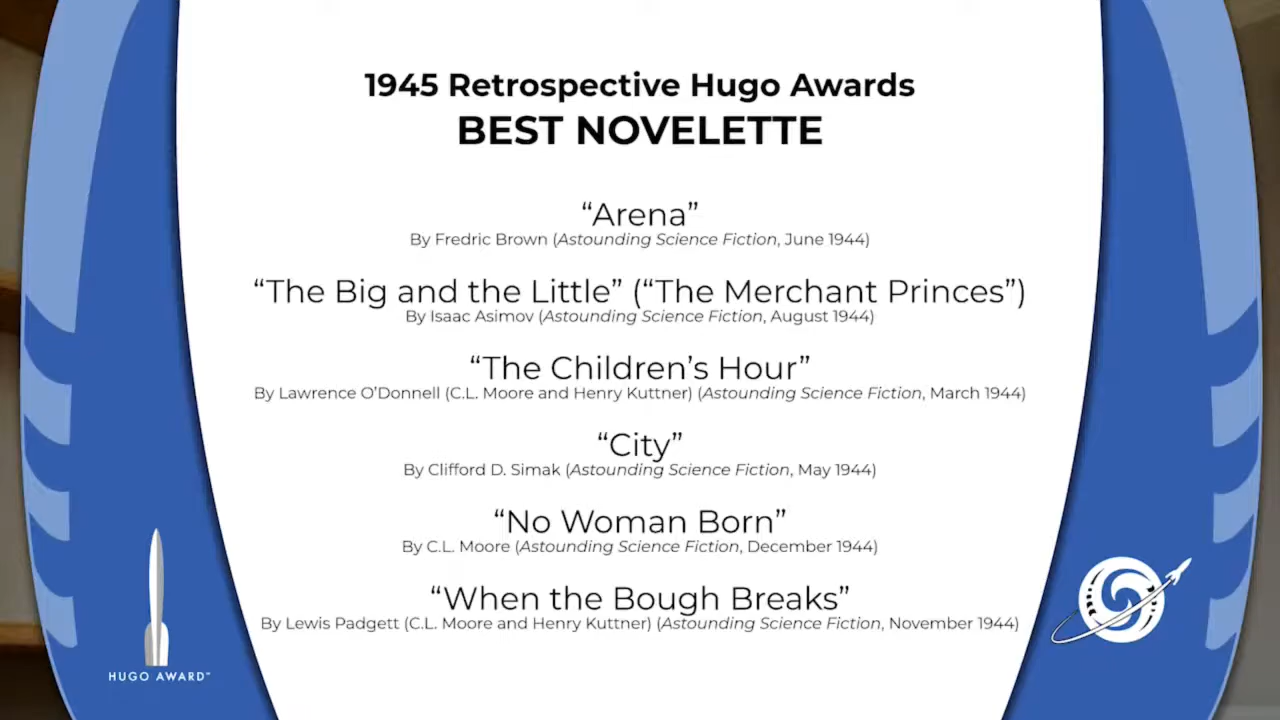 1945 Retrospective Hugo Awards
BEST NOVELETTE
“Arena”
By Fredric Brown (Astounding Science Fiction, June 1944)
“The Big and the Little” (“The Merchant Princes”)
By Isaac Asimov (Astounding Science Fiction, August 1944)
“The Children’s Hour”
By Lawrence O’Donnell (C.L. Moore and Henry Kuttner) (Astounding Science Fiction, March 1944)
“City”
By Clifford D. Simak (Astounding Science Fiction, May 1944)
“No Woman Born”
By C.L. Moore (Astounding Science Fiction, December 1944)
“When the Bough Breaks”
By Lewis Padgett (C.L. Moore and Henry Kuttner) (Astounding Science Fiction, November 1944)
HUGO AWARD™